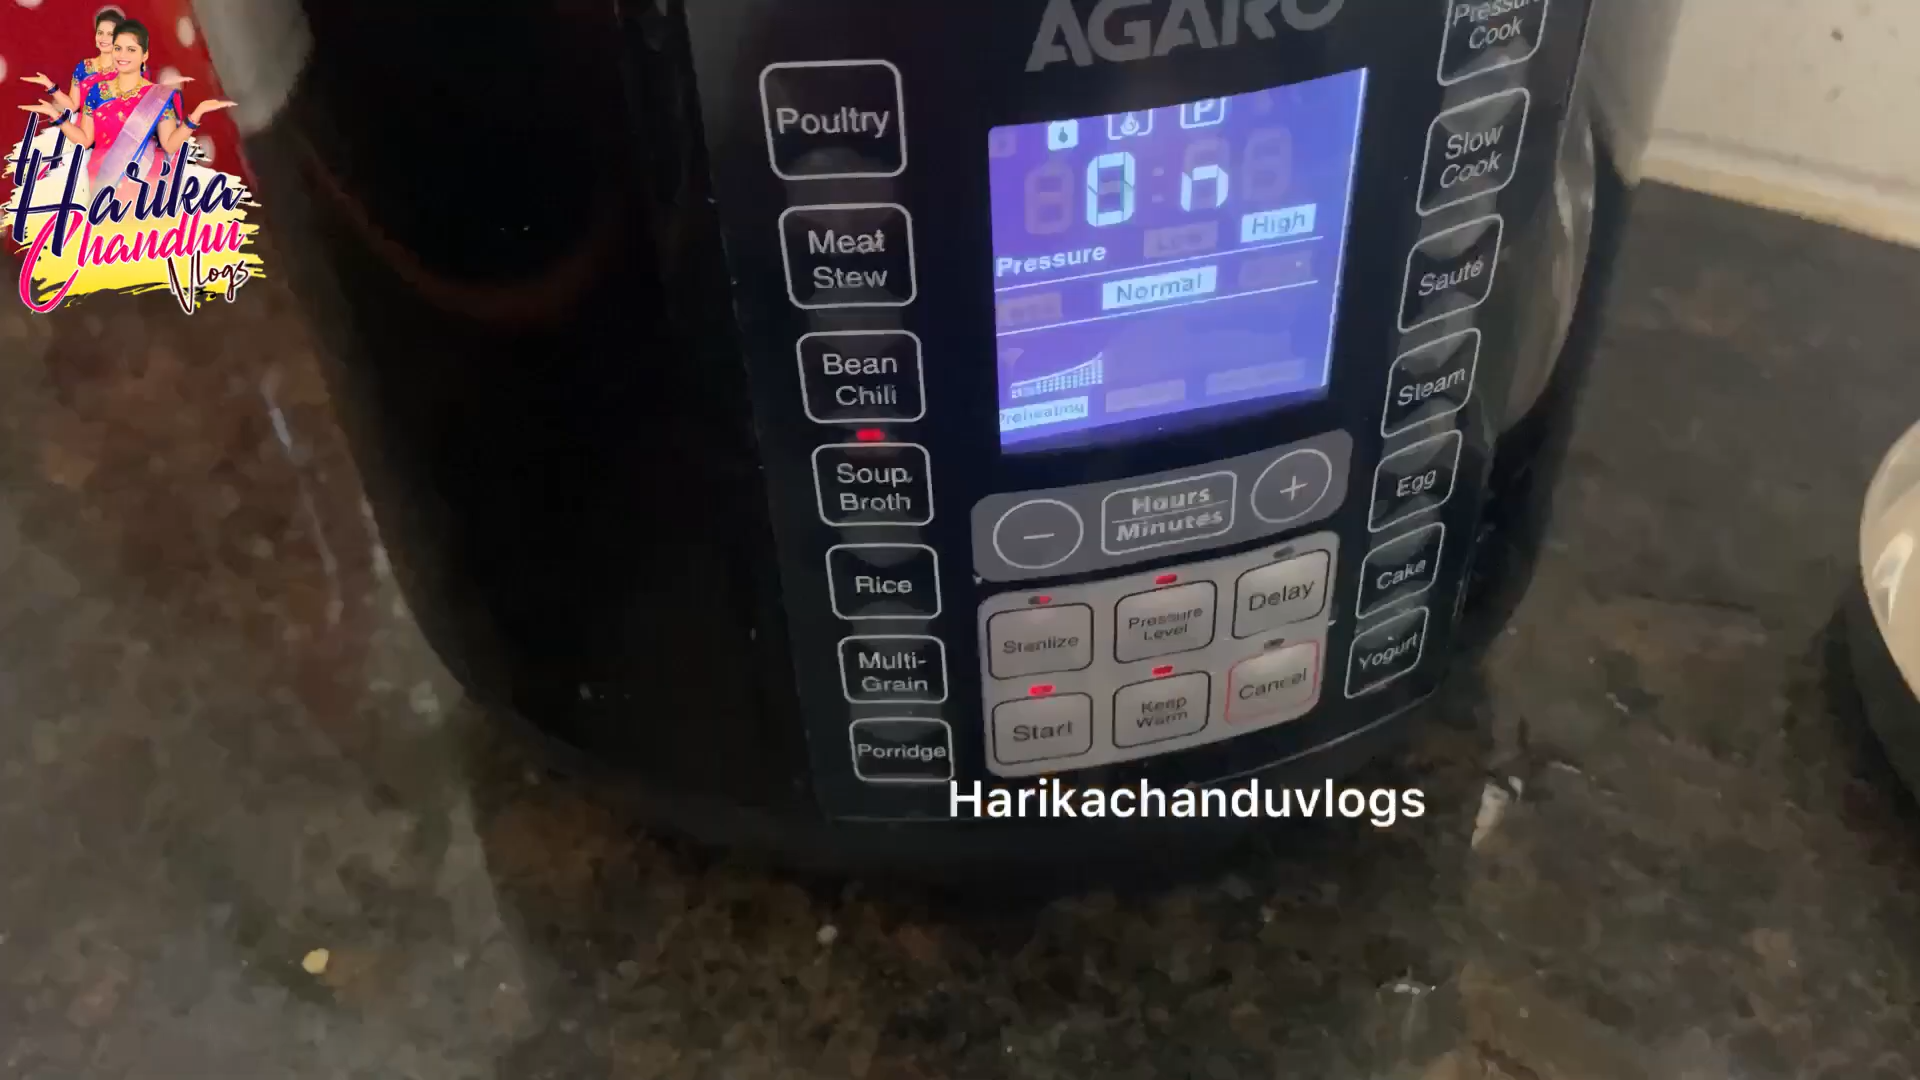 Harika
Chandhu
Vlogs
AGARO
Poultry
Meat
Stew
Bean
Chili
Soup
Broth
Rice
Multi-
Grain
Porridge
0n
High
Pressure
Normal
Preheating
Hours
Minutes
Sterilize
Pressure
Level
Delay
Start
Keep
Warm
Cancel
Pressure
Cook
Slow
Cook
Sauté
Steam
Egg
Cake
Yogurt
Harikachanduvlogs